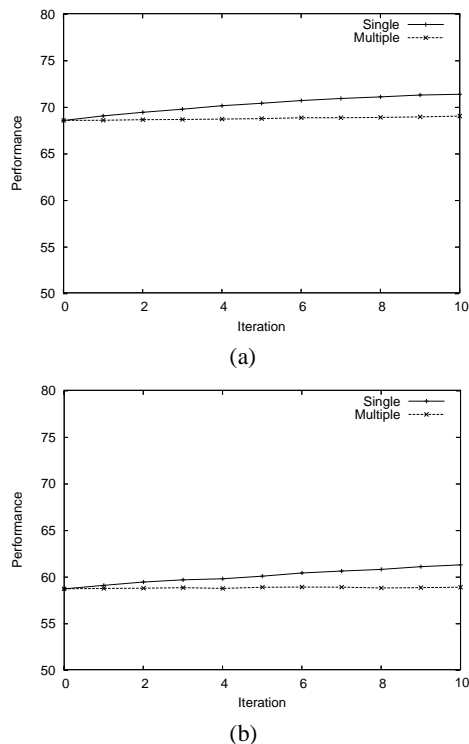 80
75
70
65
60
55
50
Performance
Single
Multiple
0 2 4 6 8 10
Iteration
(a)
80
75
70
65
60
55
50
Performance
Single
Multiple
0 2 4 6 8 10
Iteration
(b)